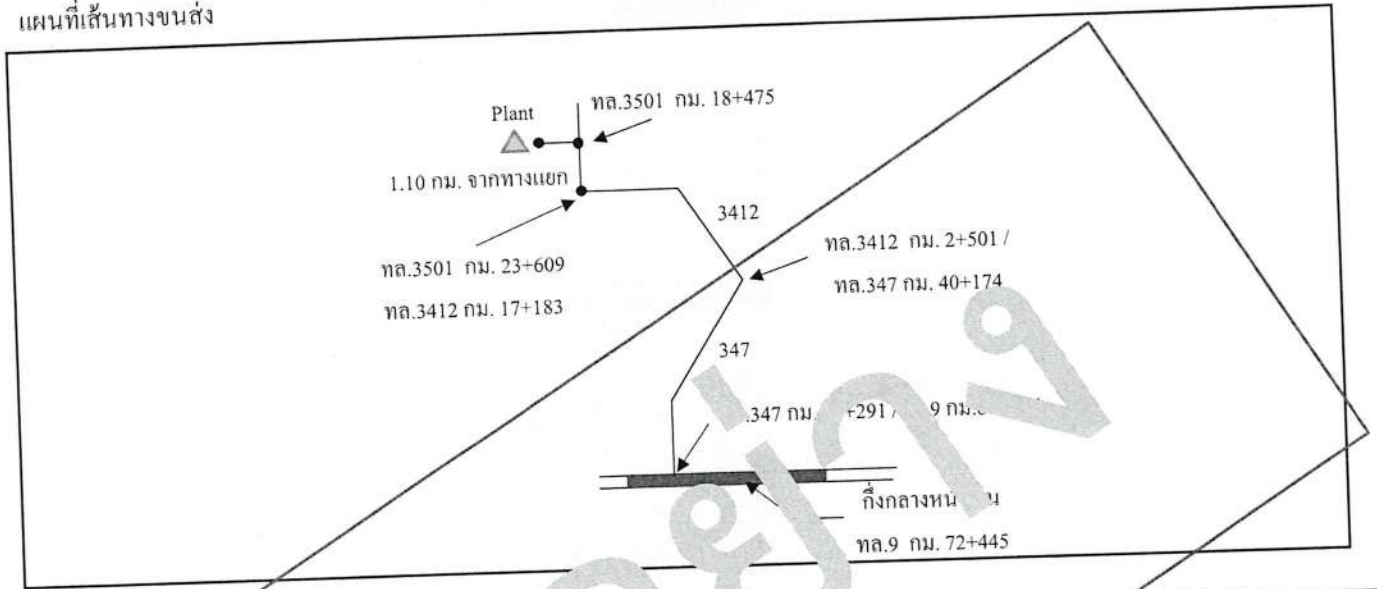 แผนที่เส้นทางขนส่ง
Plant
ทล.3501 กม. 18+475
1.10 กม. จากทางแยก
3412
ทล.3501 กม. 23+609
ทล.3412 กม. 17+183
ทล.3412 กม. 2+501 /
ทล.347 กม. 40+174
347
.347 กม. +291 / 9 กม.
กึ่งกลางหน้
ทล.9 กม. 72+445